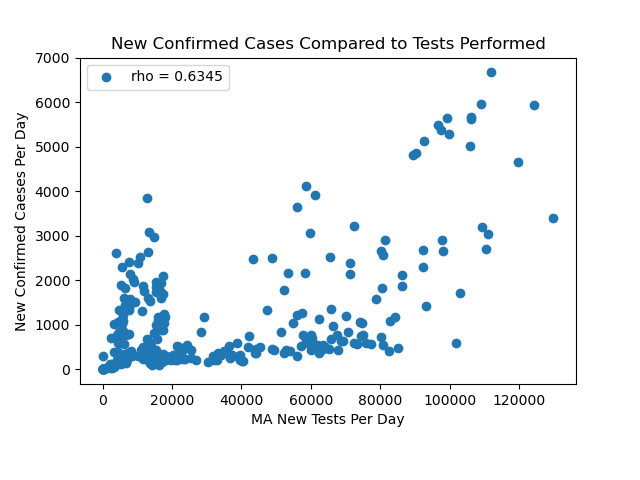 New Confirmed Cases Compared to Tests Performed
rho = 0.6345
7000
6000
5000
4000
3000
2000
1000
0
New Confirmed Caeses Per Day
0 20000 40000 60000 80000 100000 120000
MA New Tests Per Day